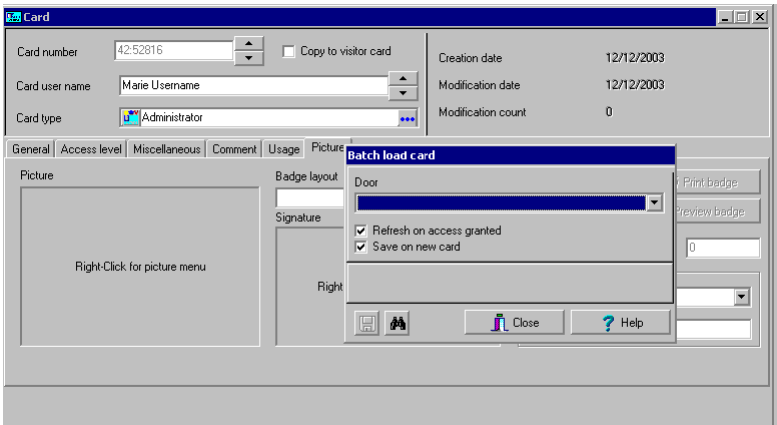 Card
Card number 42:52816 Copy to visitor card
Card user name Marie Username
Card type Administrator
Creation date 12/12/2003
Modification date 12/12/2003
Modification count 0
General Access level Miscellaneous Comment Usage Picture
Picture
Right-Click for picture menu
Badge layout
Signature
Right
Print badge
Preview badge
0
Batch load card
Door
Refresh on access granted
Save on new card
Close Help